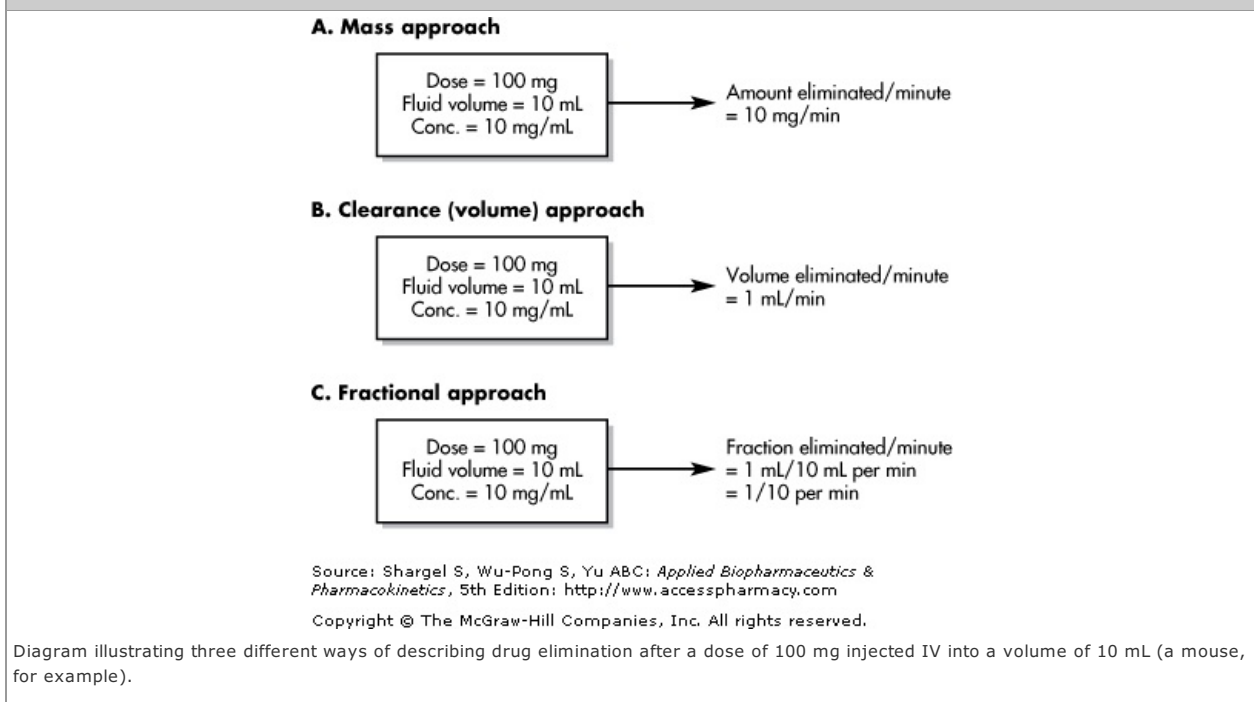 A. Mass approach
Dose = 100 mg
Fluid volume = 10 mL
Conc. = 10 mg/mL
Amount eliminated/minute
= 10 mg/min
B. Clearance (volume) approach
Dose = 100 mg
Fluid volume = 10 mL
Conc. = 10 mg/mL
Volume eliminated/minute
= 1 mL/min
C. Fractional approach
Dose = 100 mg
Fluid volume = 10 mL
Conc. = 10 mg/mL
Fraction eliminated/minute
= 1 mL/10 mL per min
= 1/10 per min
Source: Shargel S, Wu-Pong S, Yu ABC: Applied Biopharmaceutics &
Pharmacokinetics, 5th Edition: http://www.accesspharmacy.com
Copyright © The McGraw-Hill Companies, Inc. All rights reserved.
Diagram illustrating three different ways of describing drug elimination after a dose of 100 mg injected IV into a volume of 10 mL (a mouse,
for example).